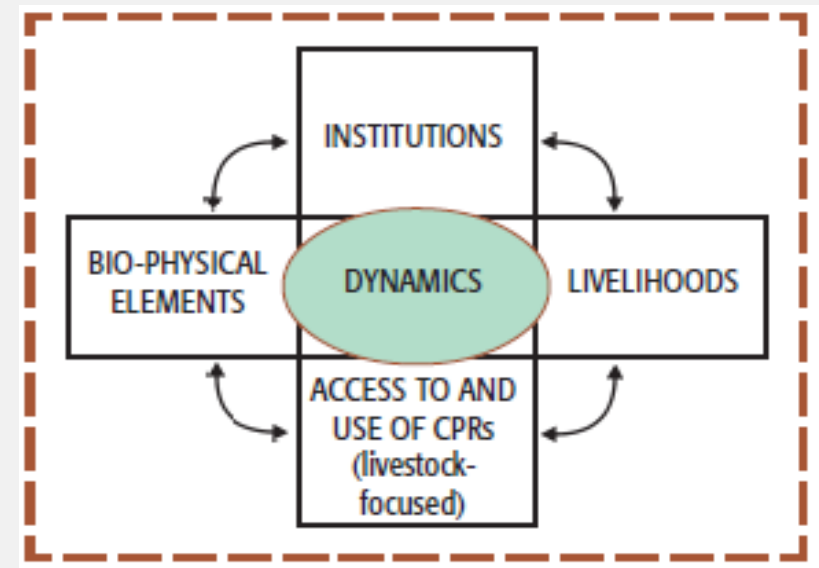 INSTITUTIONS
BIO-PHYSICAL
ELEMENTS
DYNAMICS
LIVELIHOODS
ACCESS TO AND
USE OF CPRs
(livestock-
focused)